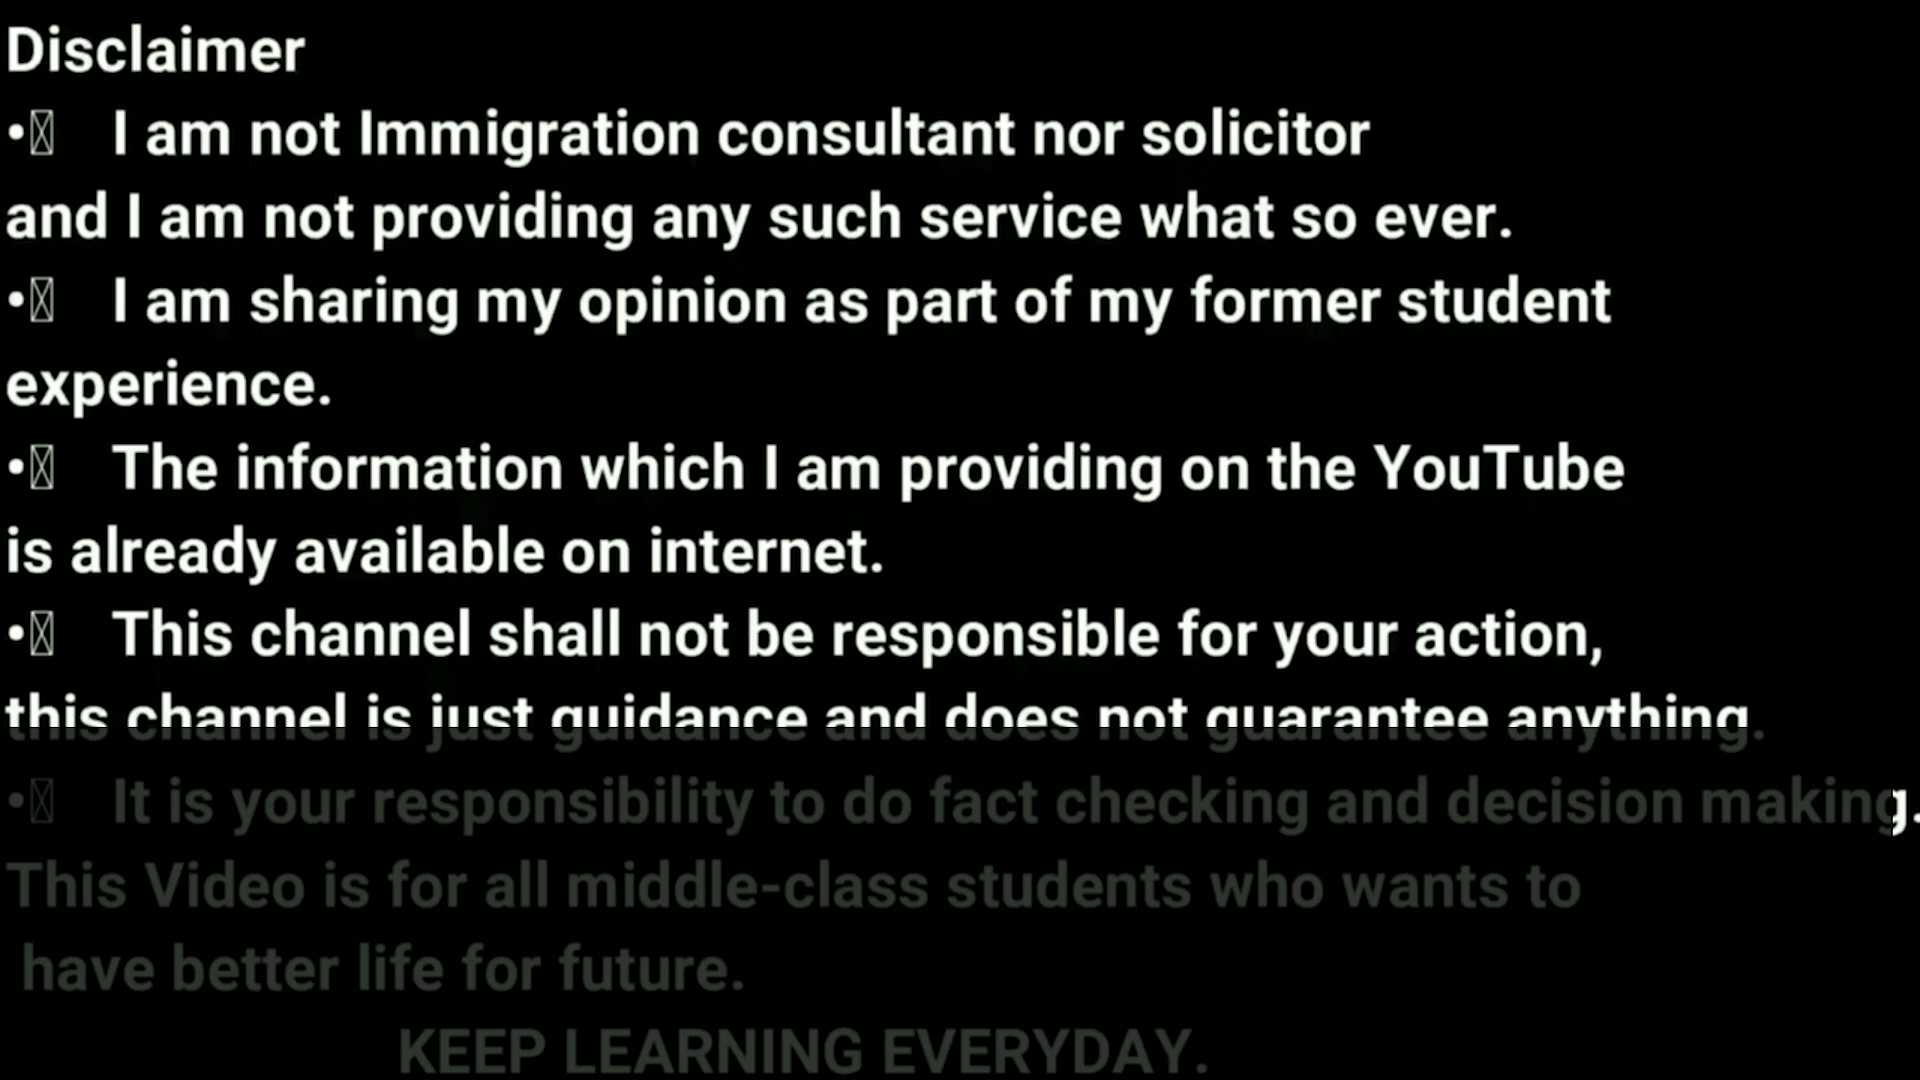 Disclaimer
• I am not Immigration consultant nor solicitor
and I am not providing any such service what so ever.
• I am sharing my opinion as part of my former student
experience.
• The information which I am providing on the YouTube
is already available on internet.
• This channel shall not be responsible for your action,
this channel is just guidance and does not guarantee anything.
• It is your responsibility to do fact checking and decision making.
This Video is for all middle-class students who wants to
have better life for future.
KEEP LEARNING EVERYDAY.